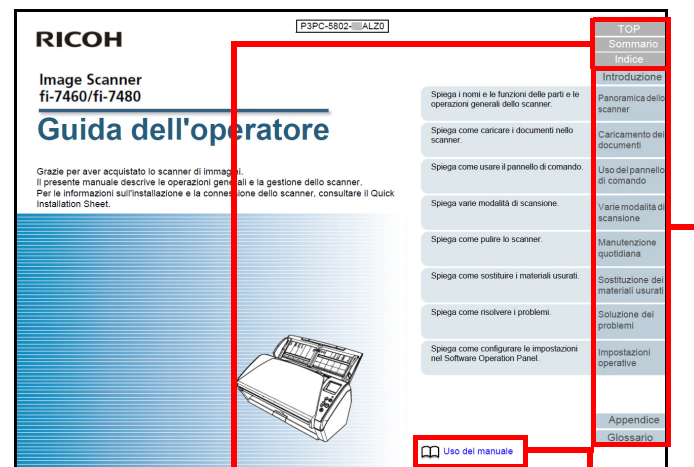 P3PC-5802-ALZ0
RICOH
Image Scanner
fi-7460/fi-7480
Guida dell'operatore
Grazie per aver acquistato lo scanner di immagini.
Il presente manuale descrive le operazioni generali e la gestione dello scanner.
Per le informazioni sull'installazione e la connessione dello scanner, consultare il Quick
Installation Sheet.
TOP
Sommario
Indice
Introduzione
Spiega i nomi e le funzioni delle parti e le
operazioni generali dello scanner.
Panoramica dello
scanner
Spiega come caricare i documenti nello
scanner.
Caricamento dei
documenti
Spiega come usare il pannello di comando.
Uso del pannello
di comando
Spiega varie modalità di scansione.
Varie modalità di
scansione
Spiega come pulire lo scanner.
Manutenzione
quotidiana
Spiega come sostituire i materiali usurati.
Sostituzione dei
materiali usurati
Spiega come risolvere i problemi.
Soluzione dei
problemi
Spiega come configurare le impostazioni
nel Software Operation Panel.
Impostazioni
operative
Appendice
Glossario
Uso del manuale